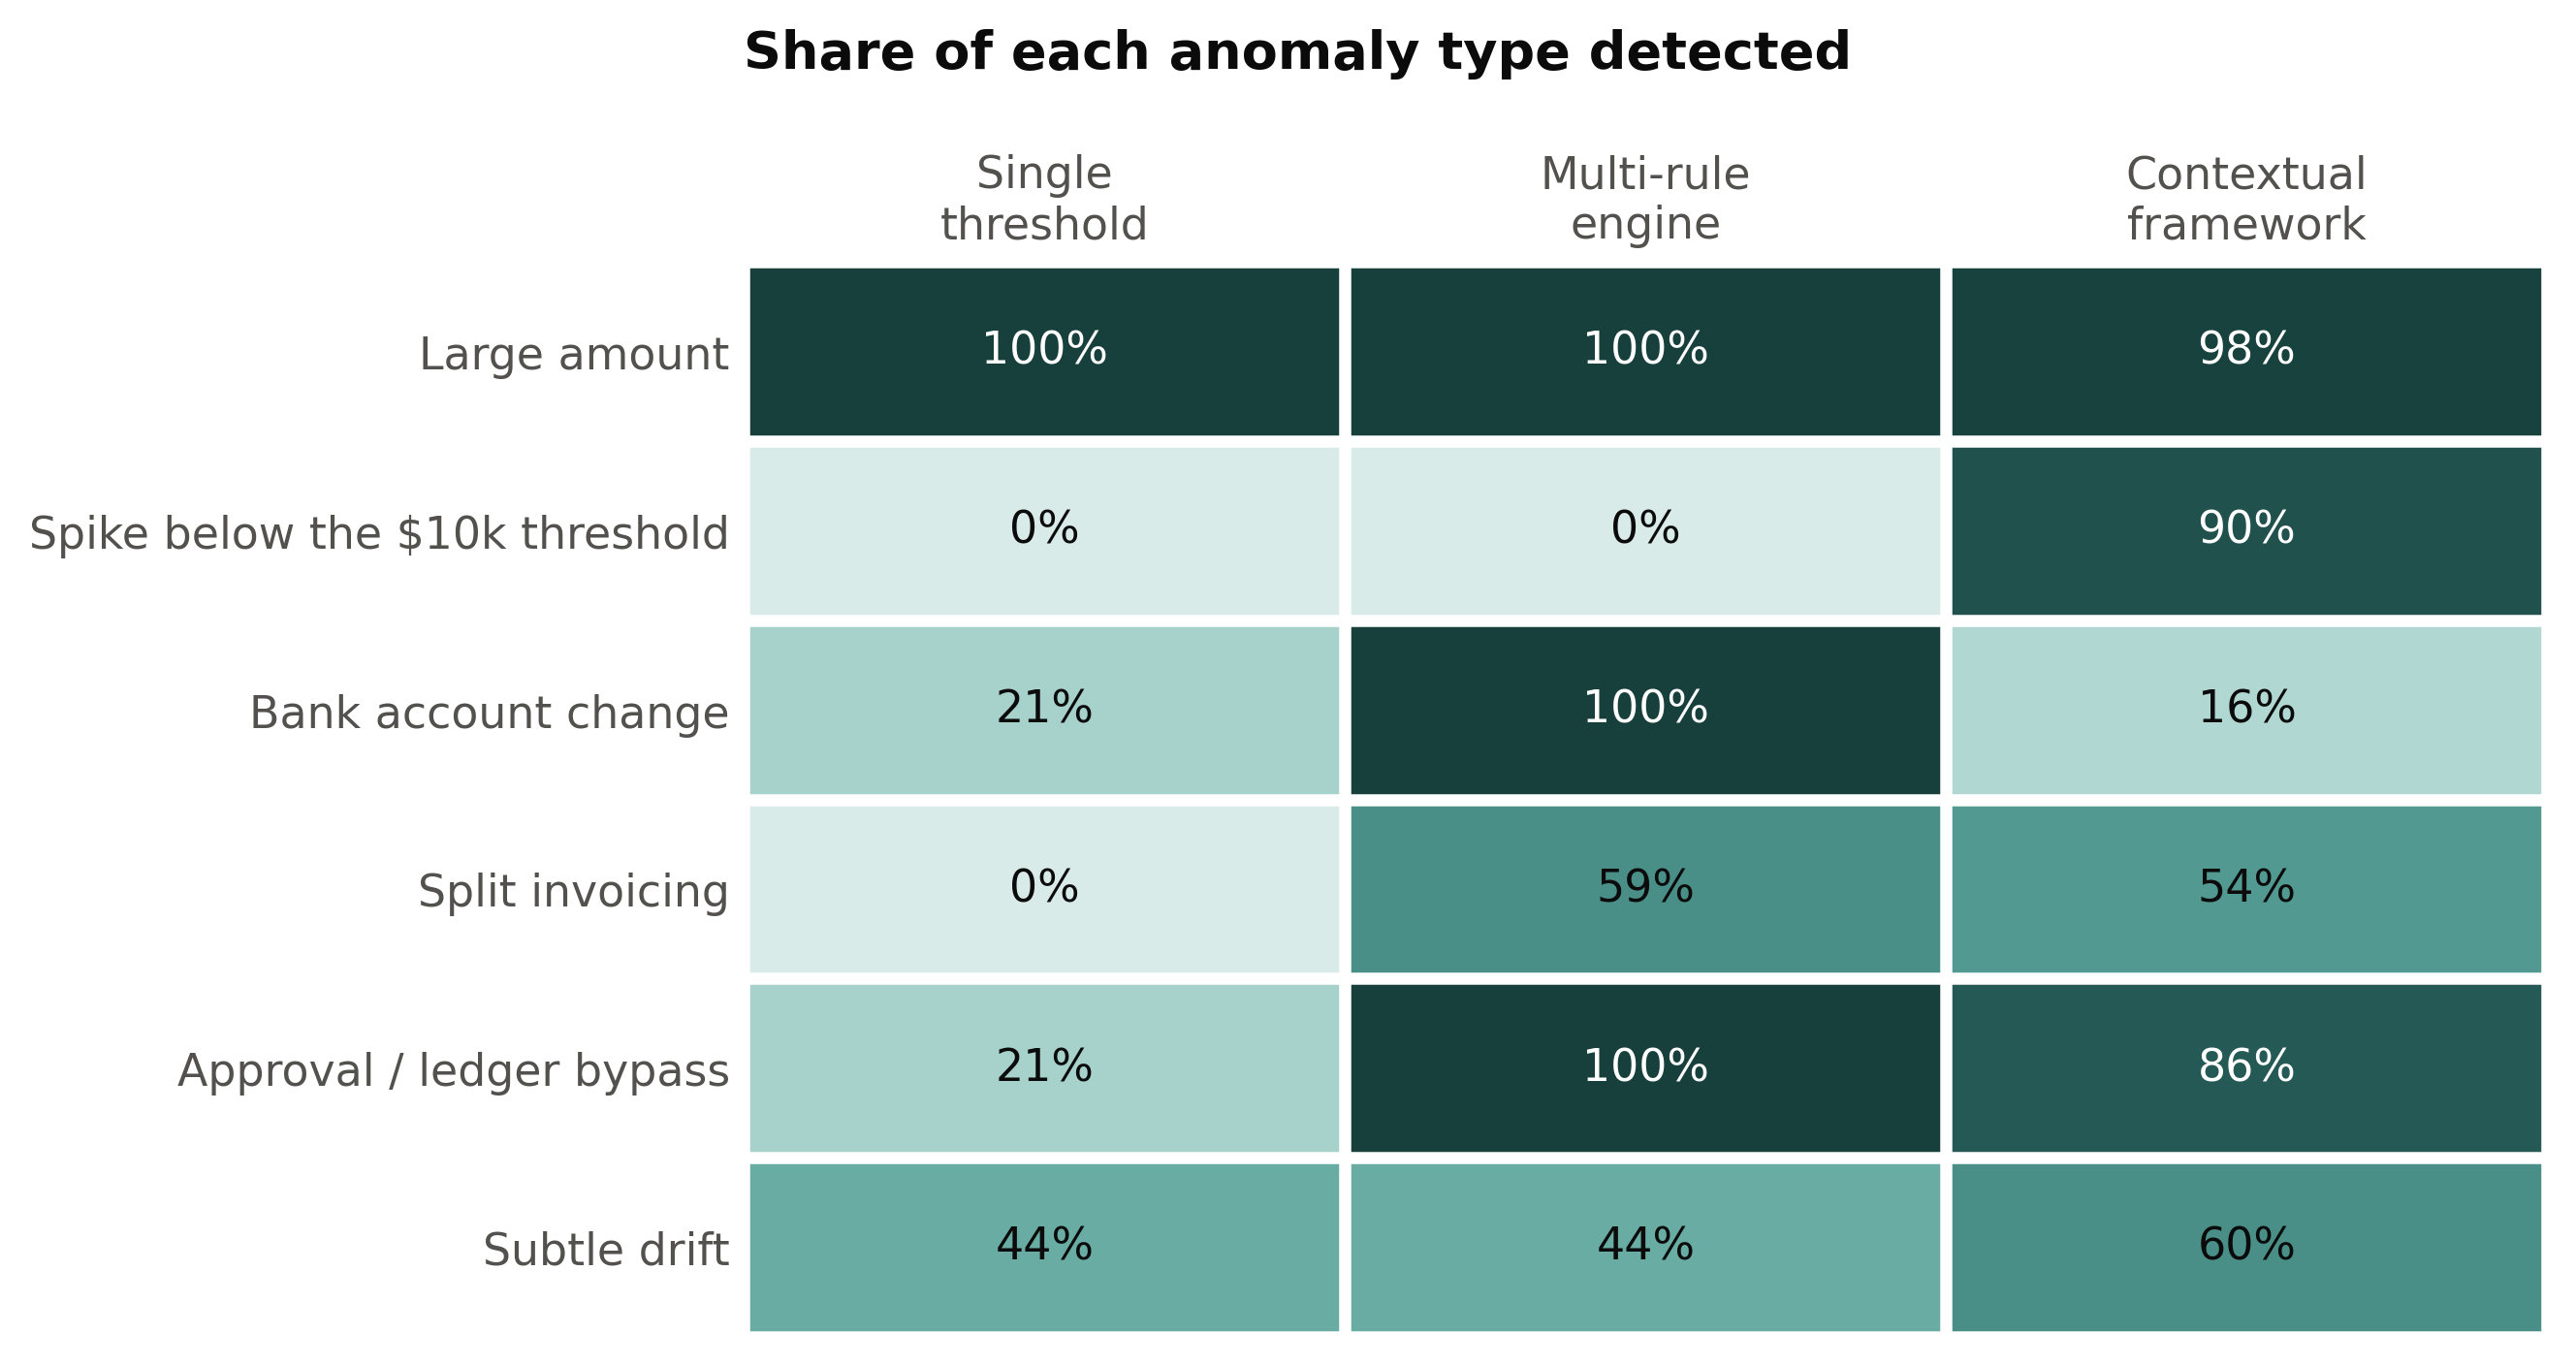 Share of each anomaly type detected
Single
threshold
Multi-rule
engine
Contextual
framework
Large amount
100%
100%
98%
Spike below the $10k threshold
0%
0%
90%
Bank account change
21%
100%
16%
Split invoicing
0%
59%
54%
Approval / ledger bypass
21%
100%
86%
Subtle drift
44%
44%
60%